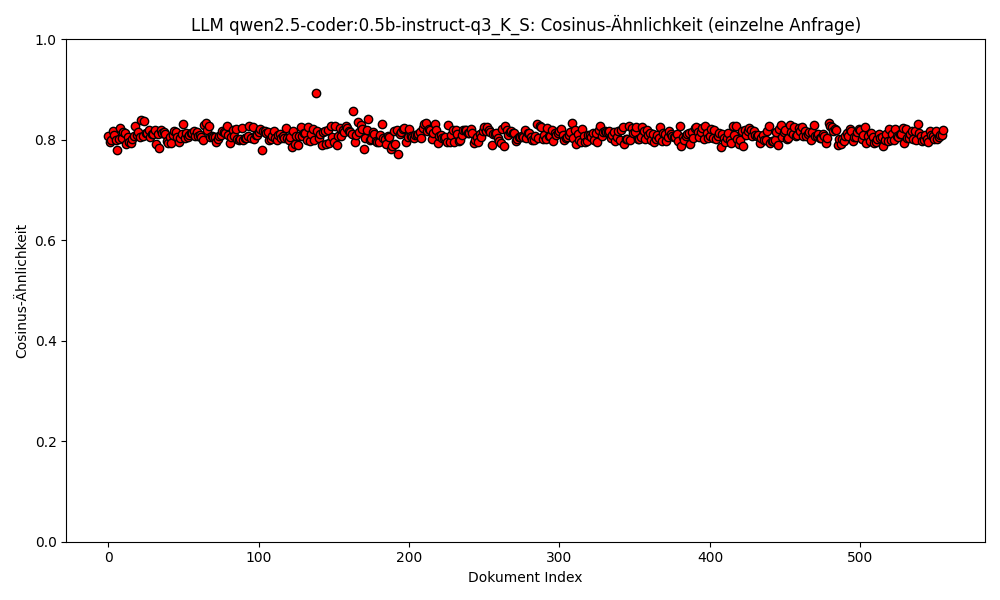 LLM qwen2.5-coder:0.5b-instruct-q3_K_S: Cosinus-Ähnlichkeit (einzelne Anfrage)
1.0
0.8
0.6
0.4
0.2
0.0
Cosinus-Ähnlichkeit
0 100 200 300 400 500
Dokument Index